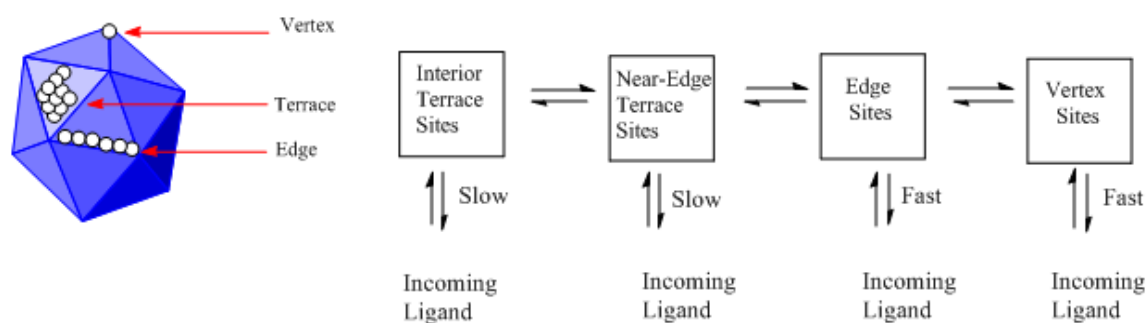 Vertex
Terrace
Edge
Interior
Terrace
Sites
Near-Edge
Terrace
Sites
Edge
Sites
Vertex
Sites
Slow
Slow
Fast
Fast
Incoming
Ligand
Incoming
Ligand
Incoming
Ligand
Incoming
Ligand